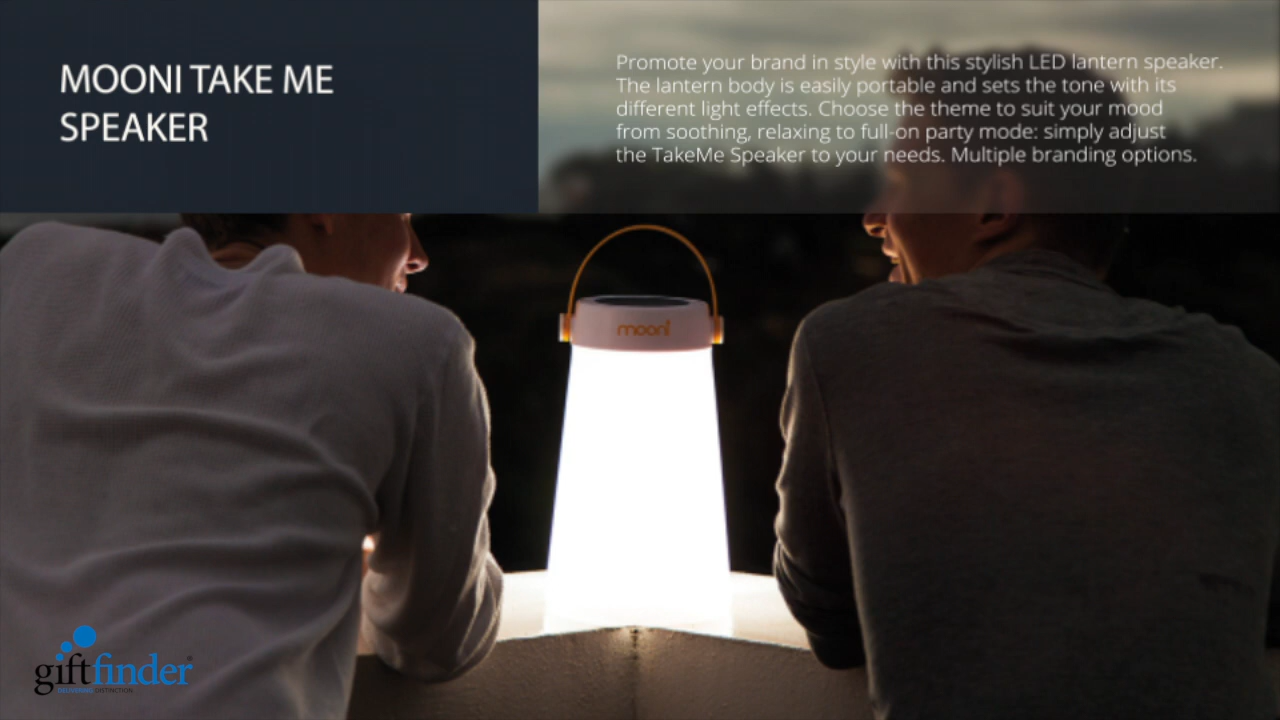 MOONI TAKE ME
SPEAKER
Promote your brand in style with this stylish LED lantern speaker.
The lantern body is easily portable and sets the tone with its
different light effects. Choose the theme to suit your mood
from soothing, relaxing to full-on party mode: simply adjust
the TakeMe Speaker to your needs. Multiple branding options.
mooni
giftfinder
DELIVERING DISTINCTION